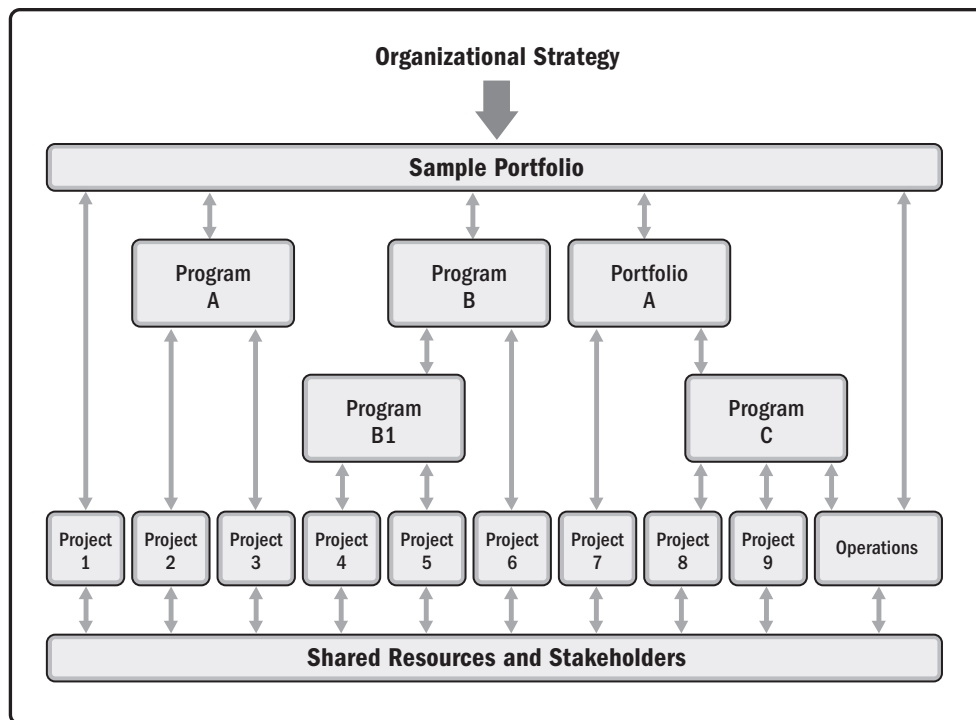 Organizational Strategy
Sample Portfolio
Program
A
Program
B
Portfolio
A
Program
B1
Program
C
Project
1
Project
2
Project
3
Project
4
Project
5
Project
6
Project
7
Project
8
Project
9
Operations
Shared Resources and Stakeholders